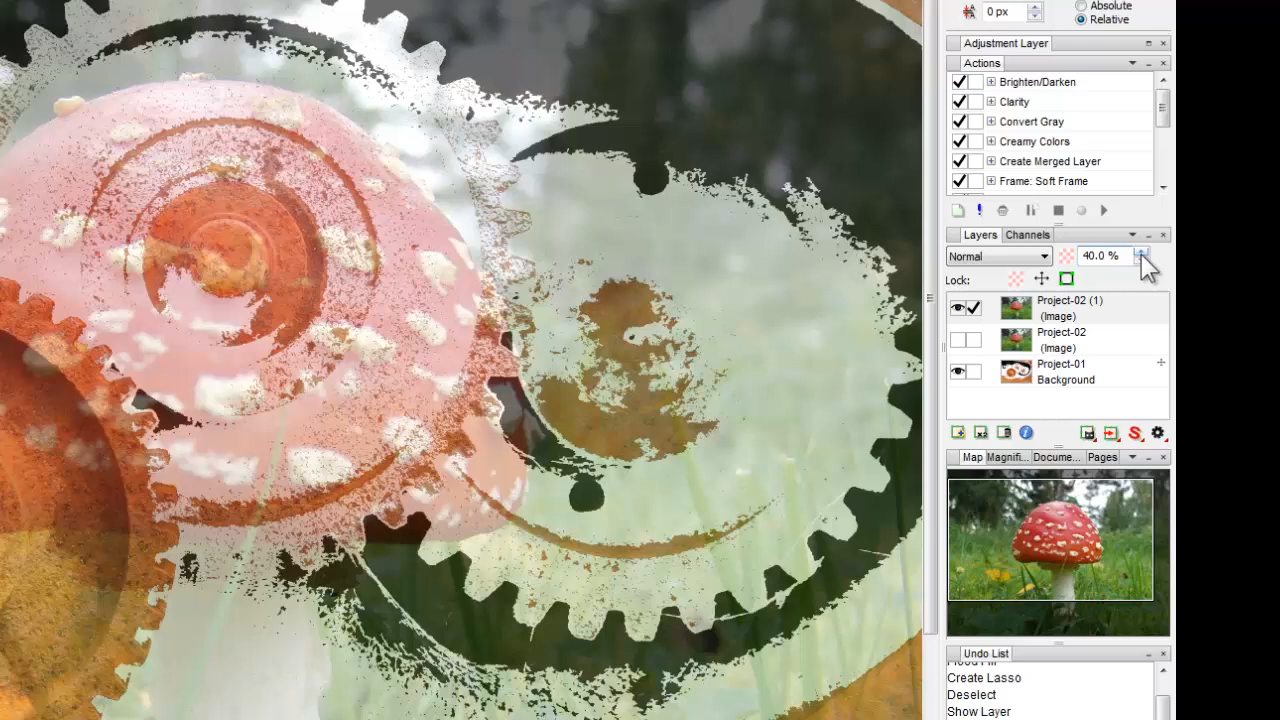 0 px
Absolute
Relative
Adjustment Layer
Actions
Brighten/Darken
Clarity
Convert Gray
Creamy Colors
Create Merged Layer
Frame: Soft Frame
Layers Channels
Normal 40.0 %
Lock:
Project-02 (1)
(Image)
Project-02
(Image)
Project-01
Background
Map Magnifi... Docume... Pages
Undo List
Flood Fill
Create Lasso
Deselect
Show Layer